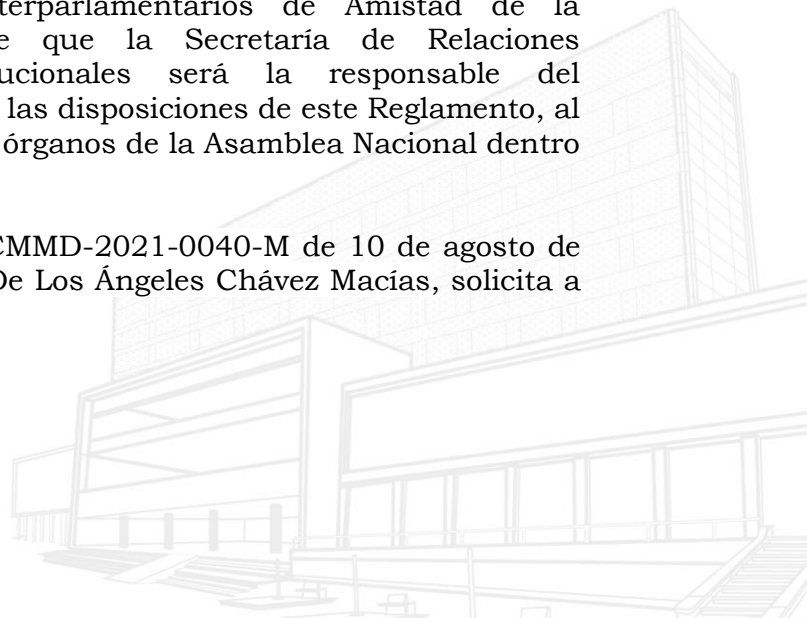 terparlamentarios de Amistad de la
e que la Secretaría de Relaciones
ucionales será la responsable del
las disposiciones de este Reglamento, al
órganos de la Asamblea Nacional dentro
CMMD-2021-0040-M de 10 de agosto de
De Los Ángeles Chávez Macías, solicita a